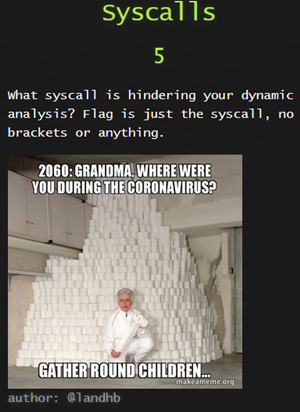 Syscalls
5
What syscall is hindering your dynamic
analysis? Flag is just the syscall, no
brackets or anything.
2060: GRANDMA, WHERE WERE
YOU DURING THE CORONAVIRUS?
GATHER ROUND CHILDREN...
makeameme.org
author: @landhb